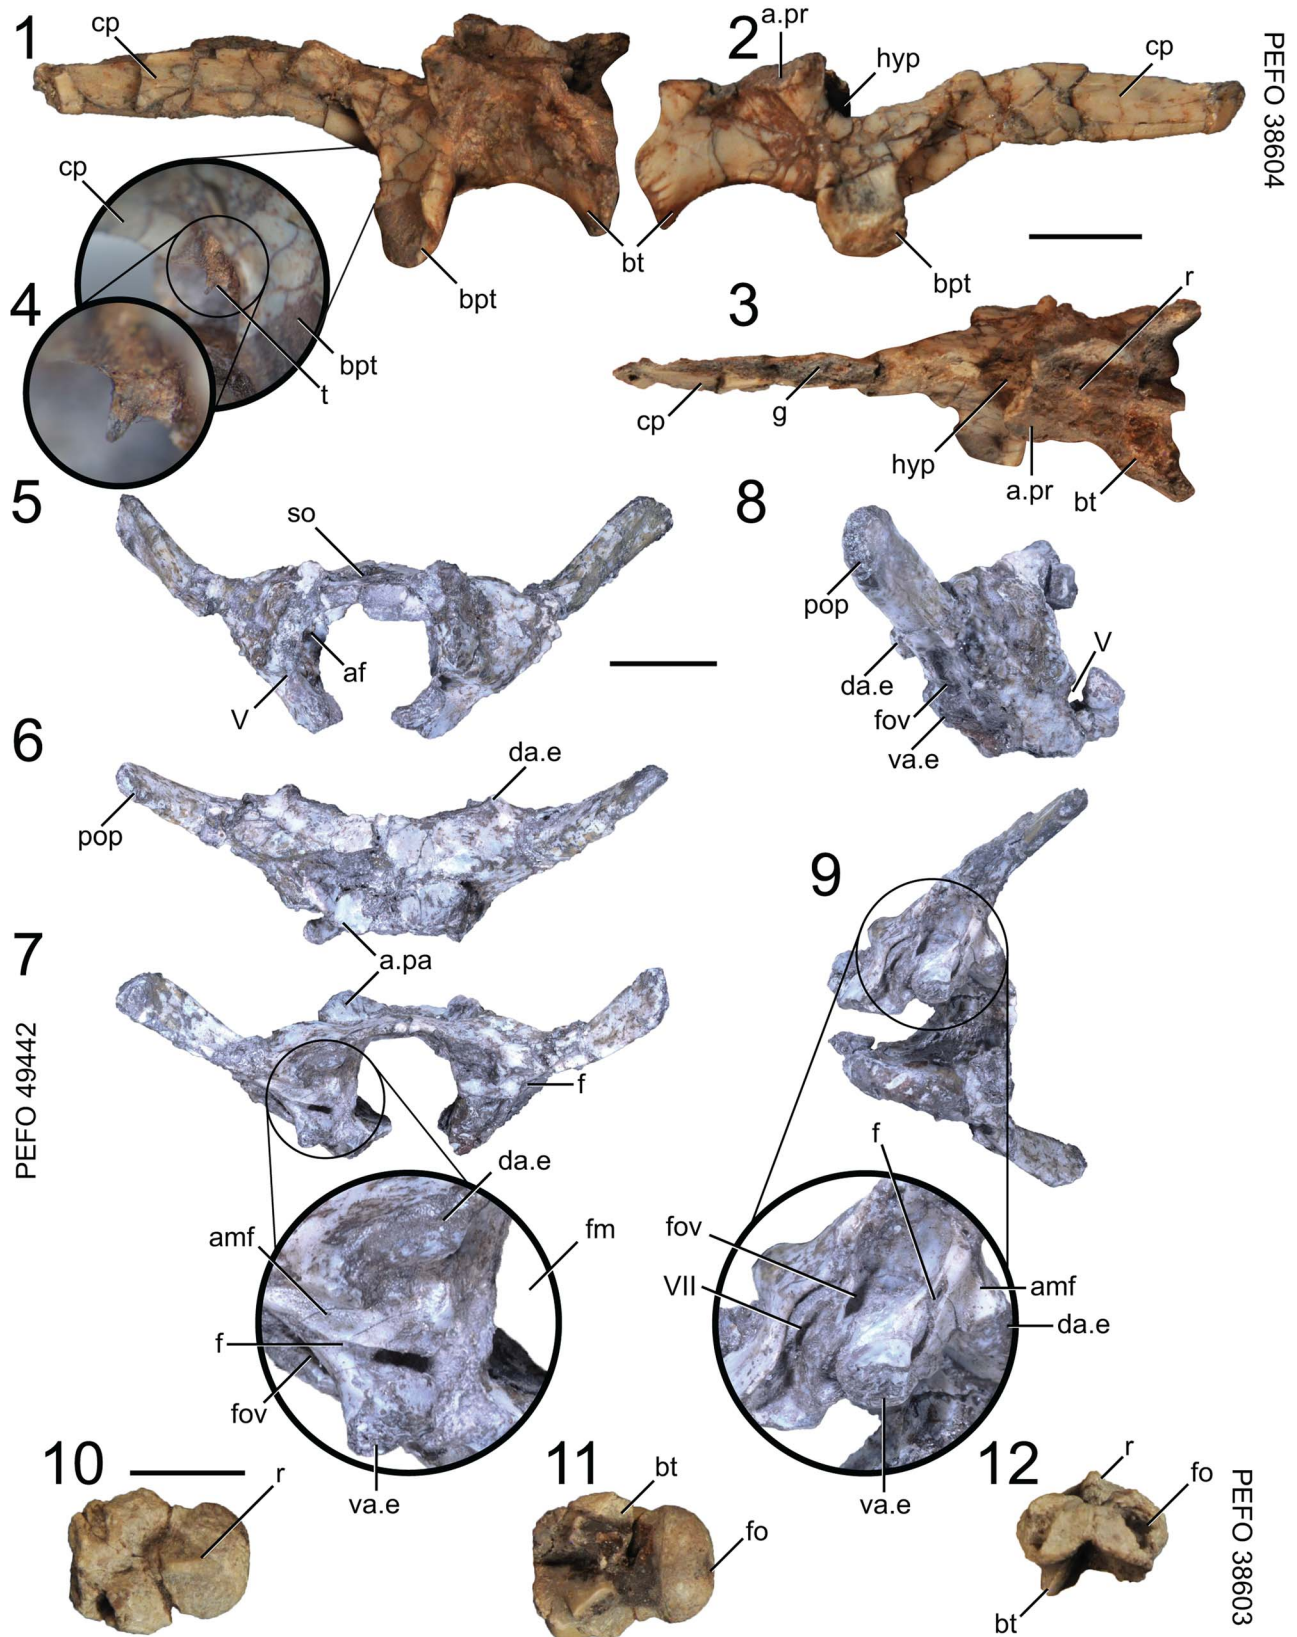 1
cp
2
a.pr
hyp
cp
PEFO 38604
cp
bt
bpt
bpt
4
bpt
t
3
r
cp
g
hyp
a.pr
bt
5
so
af
V
8
pop
V
da.e
fov
va.e
6
da.e
pop
9
7
a.pa
f
PEFO 49442
da.e
amf
fm
f
fov
va.e
f
fov
VII
amf
da.e
va.e
10
r
11
bt
fo
12
r
fo
bt
PEFO 38603